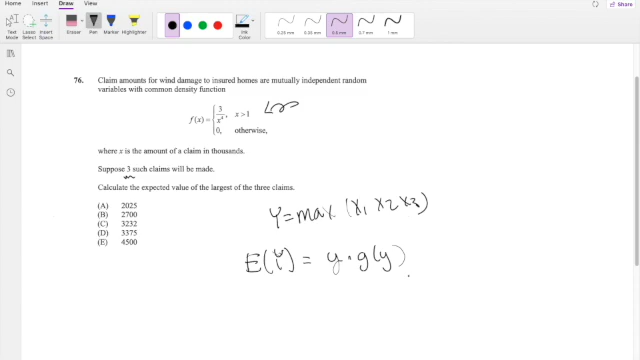 Home Insert Draw View Share
Eraser Pen Marker Highlighter
Lasso Select Insert Space
0.25 mm 0.35 mm 0.5 mm 0.7 mm 1 mm
76. Claim amounts for wind damage to insured homes are mutually independent random
variables with common density function
f(x) = { 3/x⁴, x > 1
0, otherwise,
where x is the amount of a claim in thousands.
Suppose 3 such claims will be made.
Calculate the expected value of the largest of the three claims.
(A) 2025
(B) 2700
(C) 3232
(D) 3375
(E) 4500
Y = max (x1 x2 x3)
E(Y) = y · g(y)